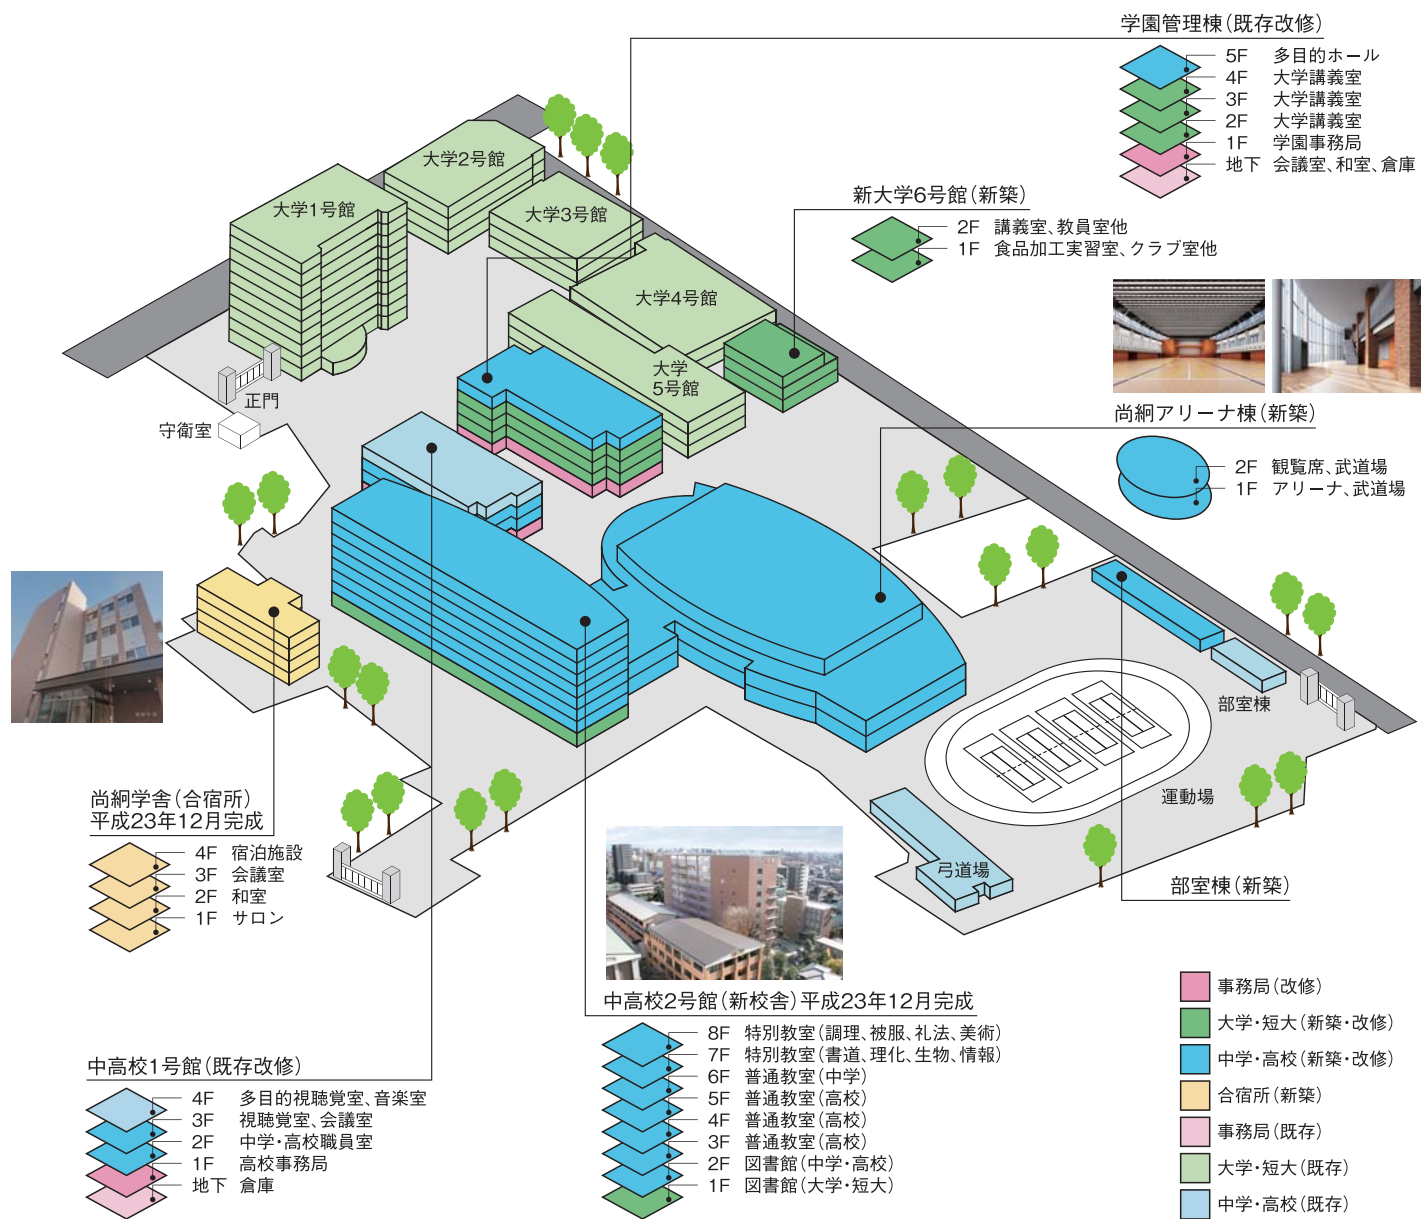 学園管理棟(既存改修)
5F 多目的ホール
4F 大学講義室
3F 大学講義室
2F 大学講義室
1F 学園事務局
地下 会議室、和室、倉庫
新大学6号館(新築)
2F 講義室、教員室他
1F 食品加工実習室、クラブ室他
大学2号館
大学1号館
大学3号館
大学4号館
大学
5号館
正門
守衛室
尚絅アリーナ棟(新築)
2F 観覧席、武道場
1F アリーナ、武道場
部室棟
運動場
弓道場
部室棟(新築)
尚絅学舎(合宿所)
平成23年12月完成
4F 宿泊施設
3F 会議室
2F 和室
1F サロン
中高校1号館(既存改修)
4F 多目的視聴覚室、音楽室
3F 視聴覚室、会議室
2F 中学・高校職員室
1F 高校事務局
地下 倉庫
中高校2号館(新校舎)平成23年12月完成
8F 特別教室(調理、被服、礼法、美術)
7F 特別教室(書道、理化、生物、情報)
6F 普通教室(中学)
5F 普通教室(高校)
4F 普通教室(高校)
3F 普通教室(高校)
2F 図書館(中学・高校)
1F 図書館(大学・短大)
事務局(改修)
大学・短大(新築・改修)
中学・高校(新築・改修)
合宿所(新築)
事務局(既存)
大学・短大(既存)
中学・高校(既存)